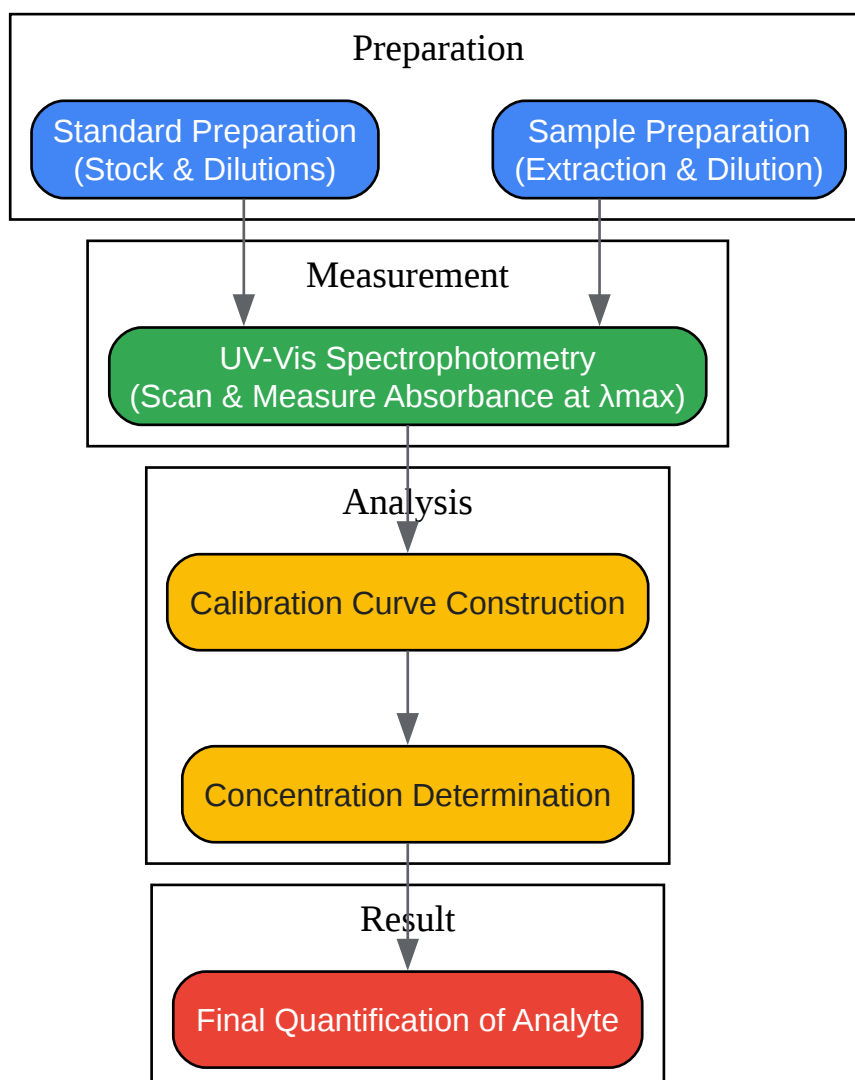 Preparation
Standard Preparation
(Stock & Dilutions)
Sample Preparation
(Extraction & Dilution)
Measurement
UV-Vis Spectrophotometry
(Scan & Measure Absorbance at λmax)
Analysis
Calibration Curve Construction
Concentration Determination
Result
Final Quantification of Analyte